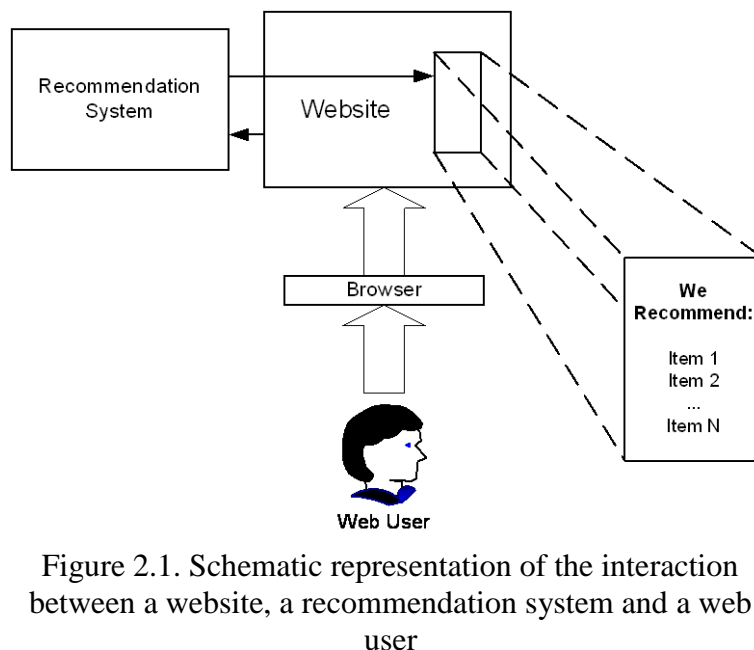 Recommendation
System
Website
Browser
We
Recommend:
Item 1
Item 2
...
Item N
Web User
Figure 2.1. Schematic representation of the interaction
between a website, a recommendation system and a web
user